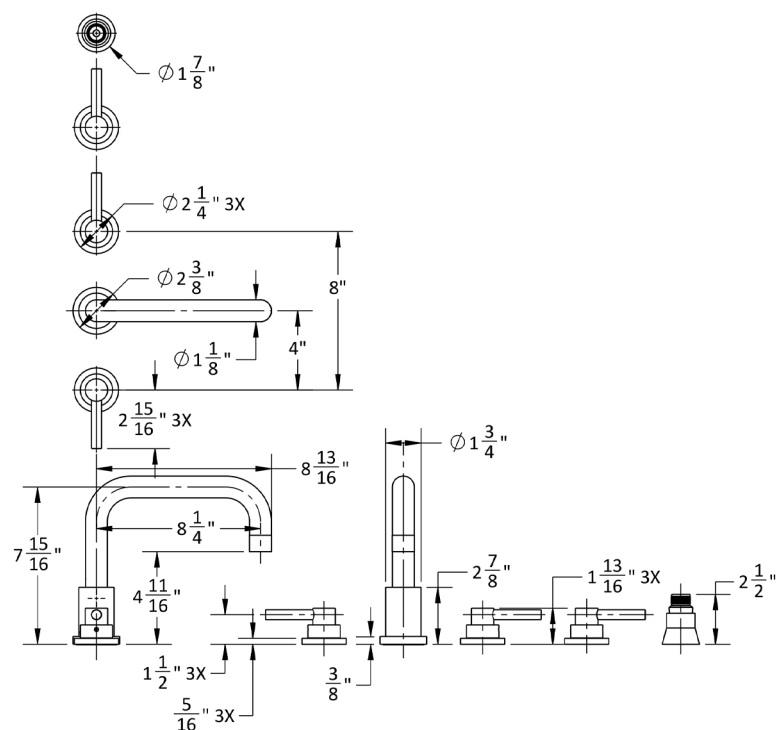 ∅1 7/8"
∅2 1/4" 3X
∅2 3/8"
8"
∅1 1/8"
4"
2 15/16" 3X
∅1 3/4"
8 13/16"
8 1/4"
7 15/16"
4 11/16"
2 7/8"
1 13/16" 3X
2 1/2"
1 1/2" 3X
3/8"
5/16" 3X